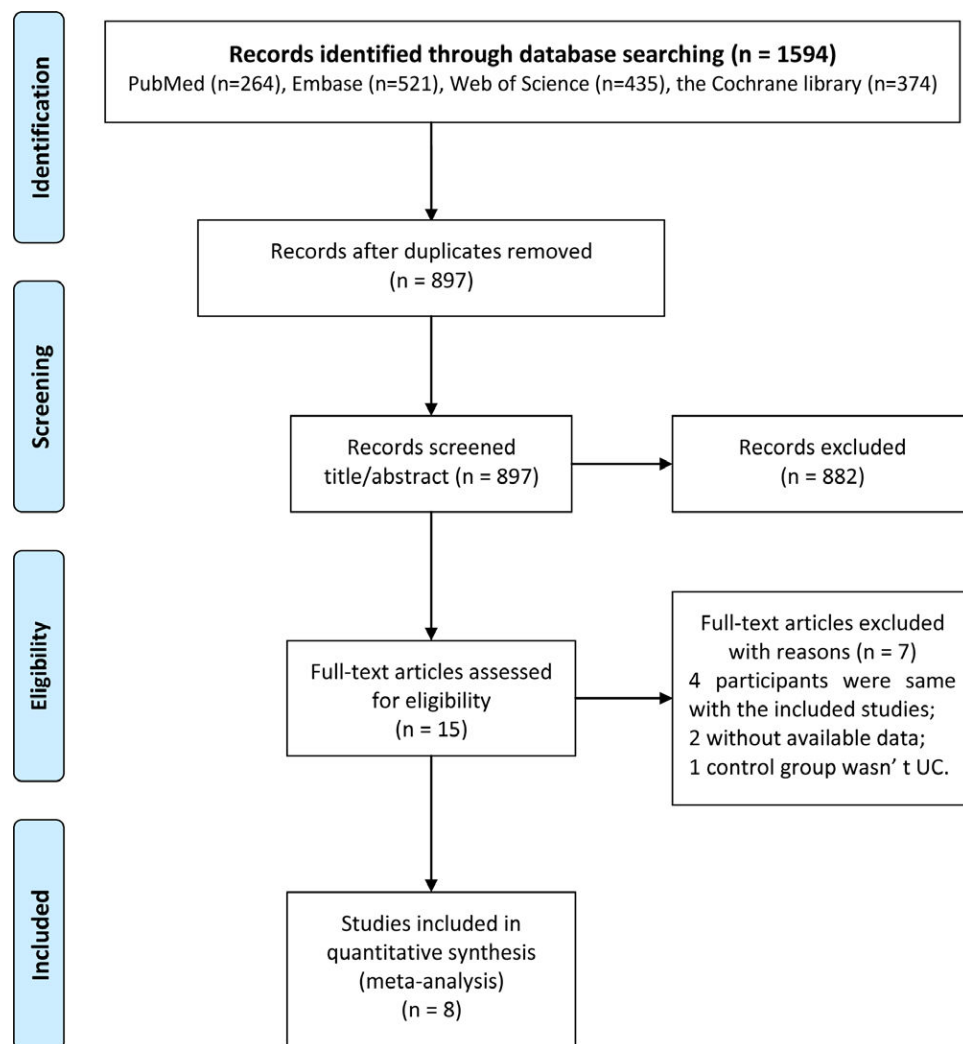 Identification
Records identified through database searching (n = 1594)
PubMed (n=264), Embase (n=521), Web of Science (n=435), the Cochrane library (n=374)
Records after duplicates removed
(n = 897)
Screening
Records screened
title/abstract (n = 897)
Records excluded
(n = 882)
Eligibility
Full-text articles assessed
for eligibility
(n = 15)
Full-text articles excluded
with reasons (n = 7)
4 participants were same
with the included studies;
2 without available data;
1 control group wasn’ t UC.
Included
Studies included in
quantitative synthesis
(meta-analysis)
(n = 8)